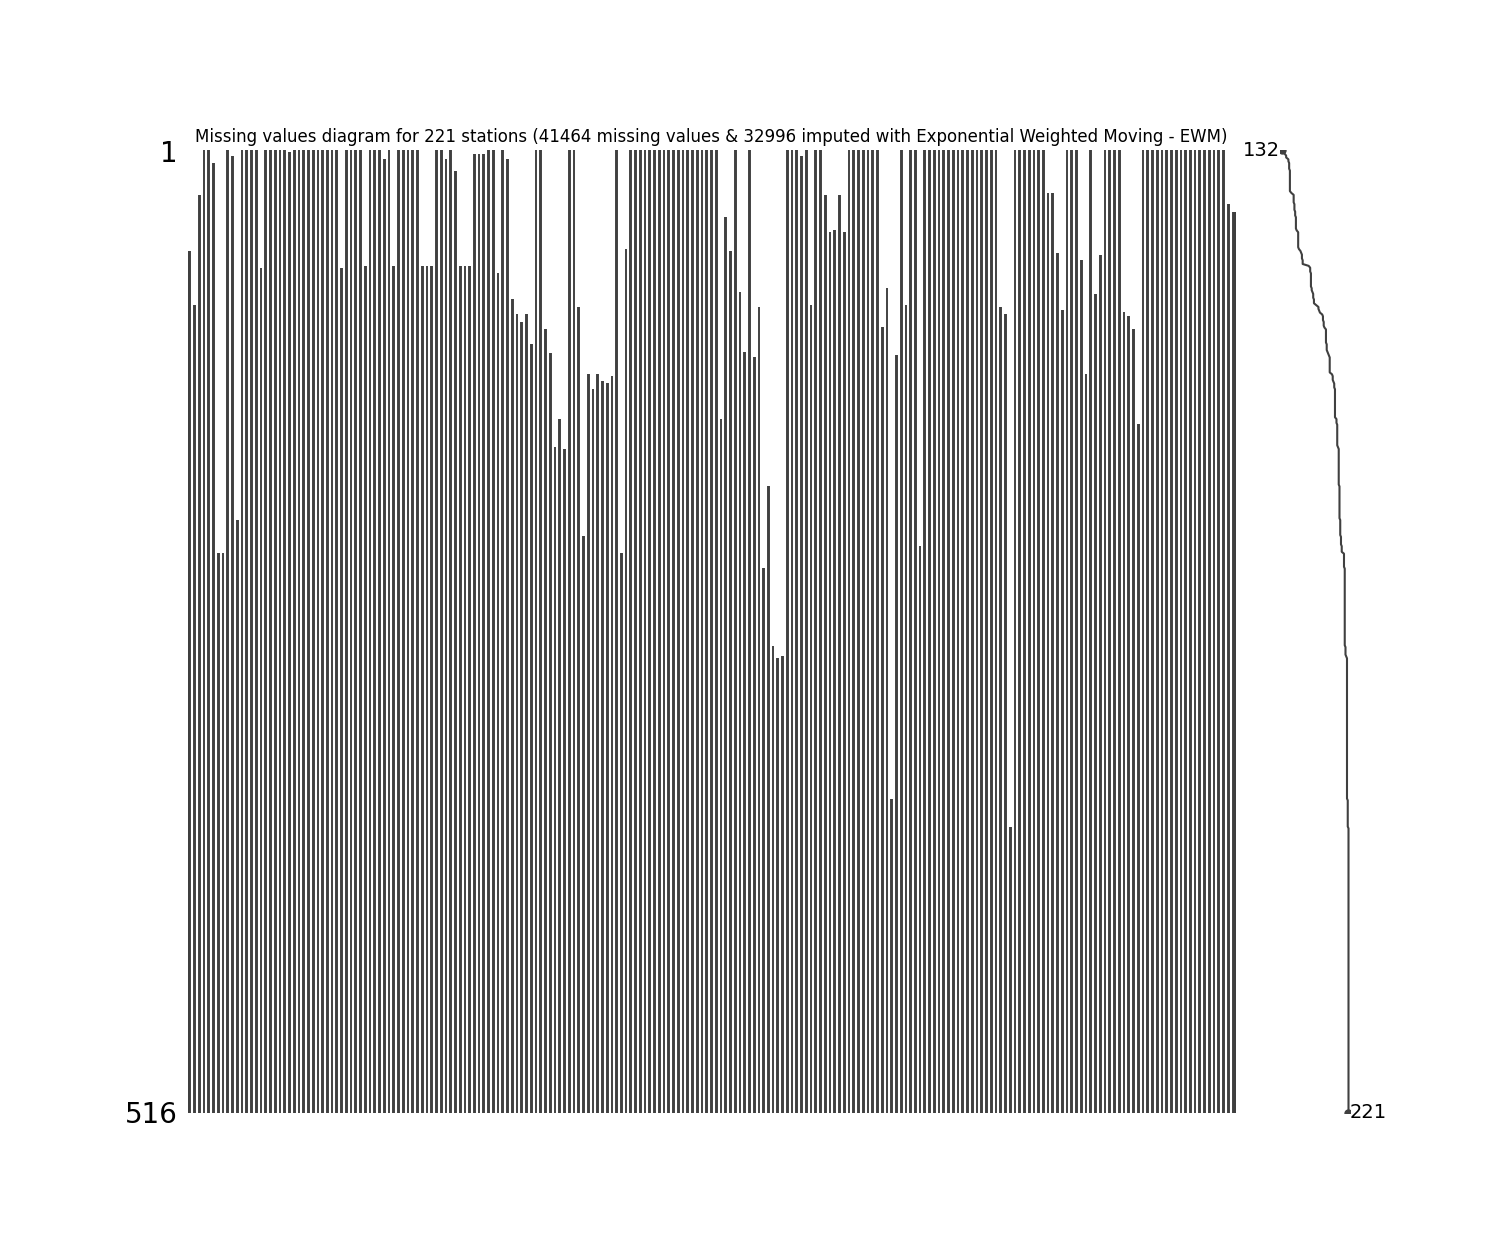 Missing values diagram for 221 stations (41464 missing values & 32996 imputed with Exponential Weighted Moving - EWM)
1
132
516
221